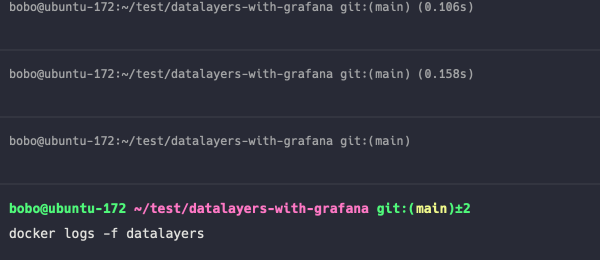 bobo@ubuntu-172:~/test/datalayers-with-grafana git:(main) (0.106s)
bobo@ubuntu-172:~/test/datalayers-with-grafana git:(main) (0.158s)
bobo@ubuntu-172:~/test/datalayers-with-grafana git:(main)
bobo@ubuntu-172 ~/test/datalayers-with-grafana git:(main)±2
docker logs -f datalayers